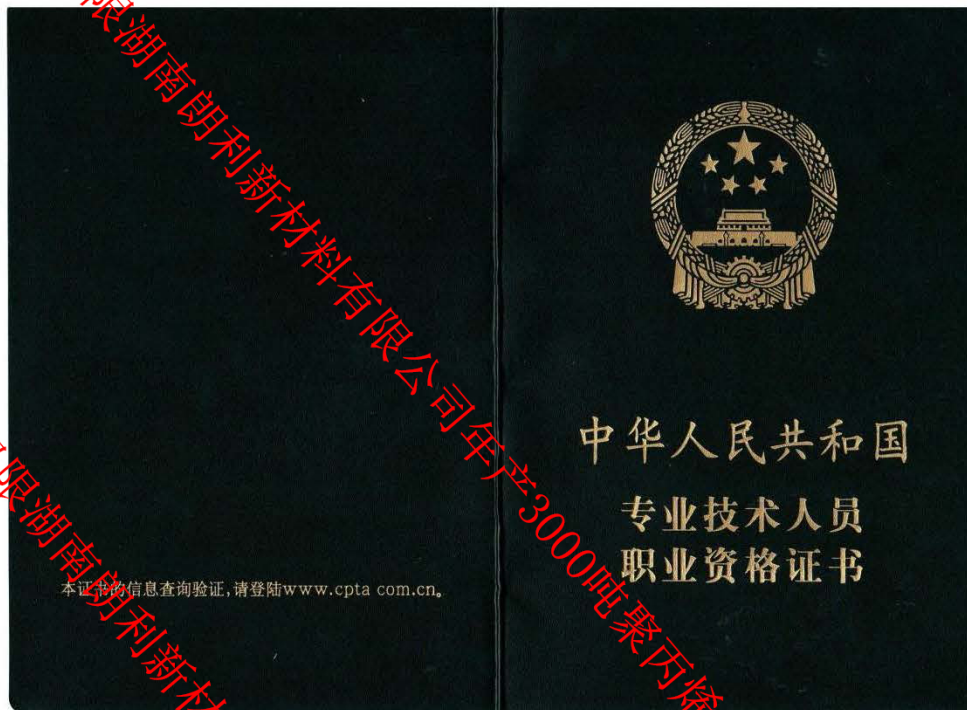 限湖南朗利新材料有限公司年产3000吨聚丙烯
中华人民共和国
专业技术人员
职业资格证书
本证书的信息查询验证,请登陆www.cpta com.cn。
限湖南朗利新材